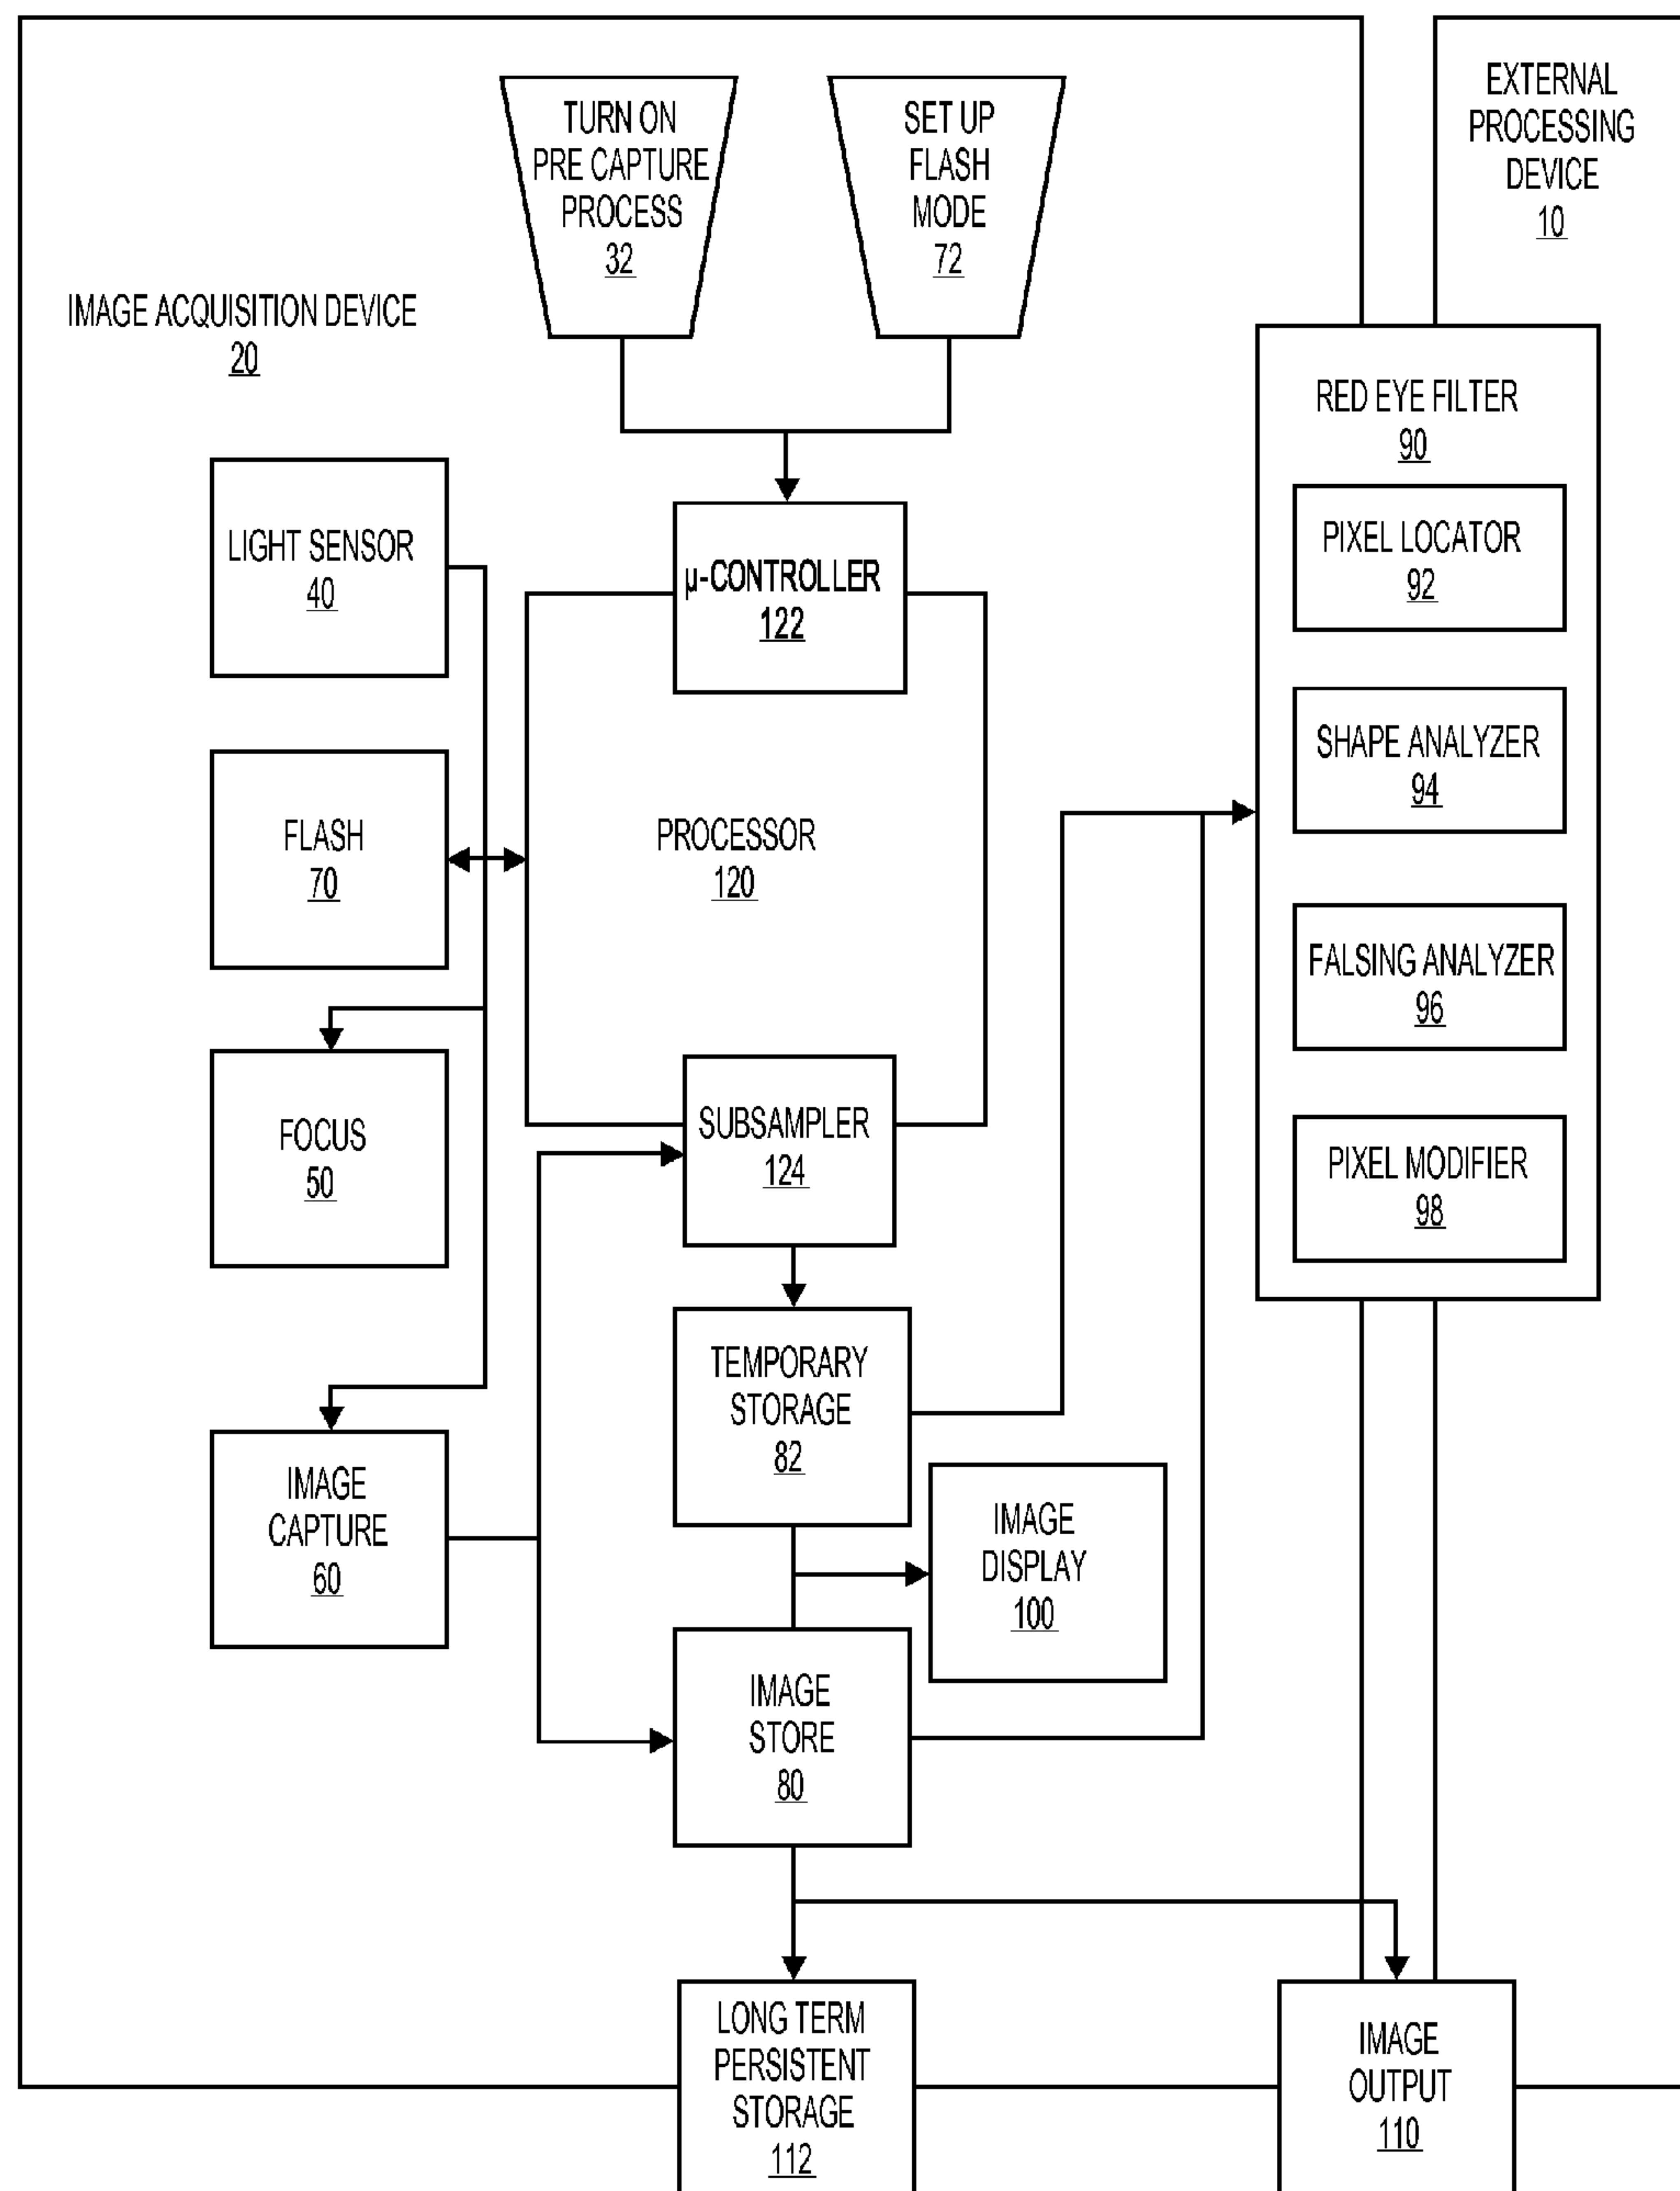 TURN ON
PRE CAPTURE
PROCESS
32
SET UP
FLASH
MODE
72
EXTERNAL
PROCESSING
DEVICE
10
IMAGE ACQUISITION DEVICE
20
RED EYE FILTER
90
PIXEL LOCATOR
92
SHAPE ANALYZER
94
FALSING ANALYZER
96
PIXEL MODIFIER
98
LIGHT SENSOR
40
µ-CONTROLLER
122
FLASH
70
PROCESSOR
120
FOCUS
50
SUBSAMPLER
124
TEMPORARY
STORAGE
82
IMAGE
CAPTURE
60
IMAGE
DISPLAY
100
IMAGE
STORE
80
LONG TERM
PERSISTENT
STORAGE
112
IMAGE
OUTPUT
110